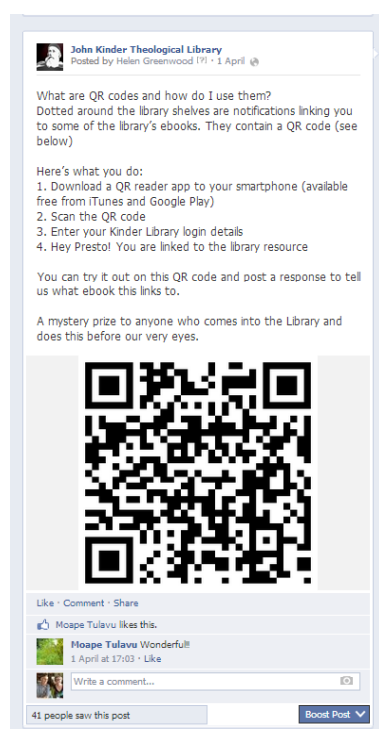 John Kinder Theological Library
Posted by Helen Greenwood [?] · 1 April
What are QR codes and how do I use them?
Dotted around the library shelves are notifications linking you
to some of the library's ebooks. They contain a QR code (see
below)
Here's what you do:
1. Download a QR reader app to your smartphone (available
free from iTunes and Google Play)
2. Scan the QR code
3. Enter your Kinder Library login details
4. Hey Presto! You are linked to the library resource
You can try it out on this QR code and post a response to tell
us what ebook this links to.
A mystery prize to anyone who comes into the Library and
does this before our very eyes.
Like · Comment · Share
Moape Tulavu likes this.
Moape Tulavu Wonderful!!
1 April at 17:03 · Like
Write a comment...
41 people saw this post
Boost Post